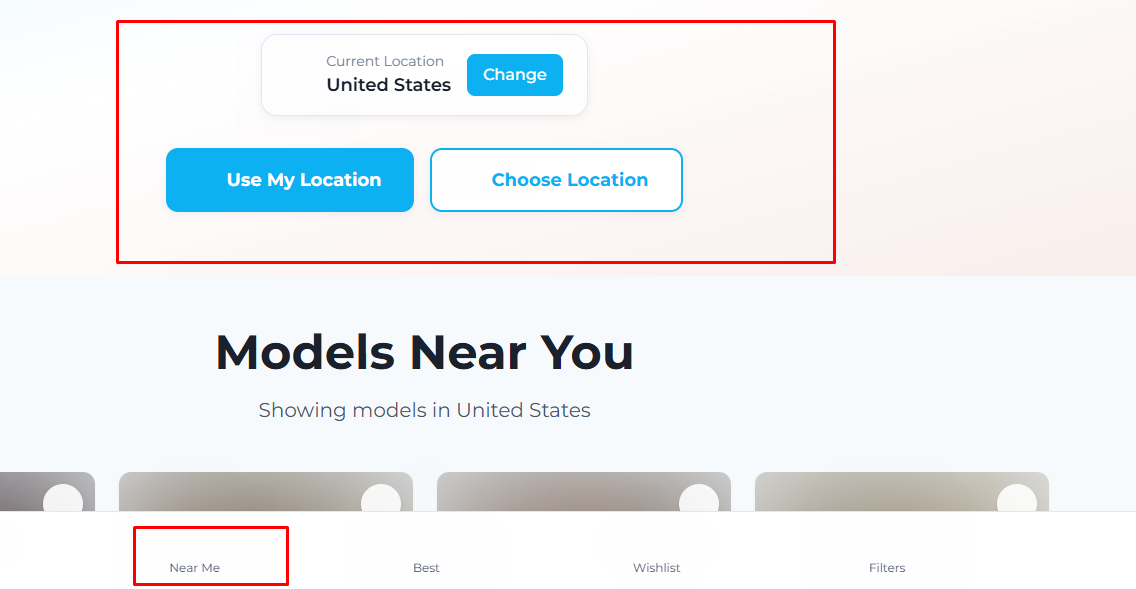 Current Location
United States
Change
Use My Location
Choose Location
Models Near You
Showing models in United States
Near Me
Best
Wishlist
Filters